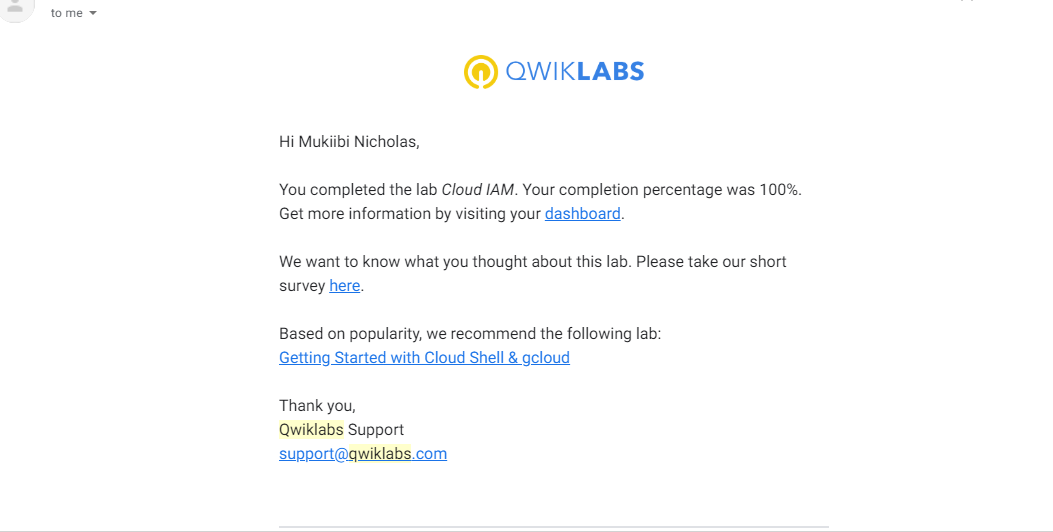 to me
QWIKLABS
Hi Mukiibi Nicholas,
You completed the lab Cloud IAM. Your completion percentage was 100%.
Get more information by visiting your dashboard.
We want to know what you thought about this lab. Please take our short
survey here.
Based on popularity, we recommend the following lab:
Getting Started with Cloud Shell & gcloud
Thank you,
Qwiklabs Support
support@qwiklabs.com